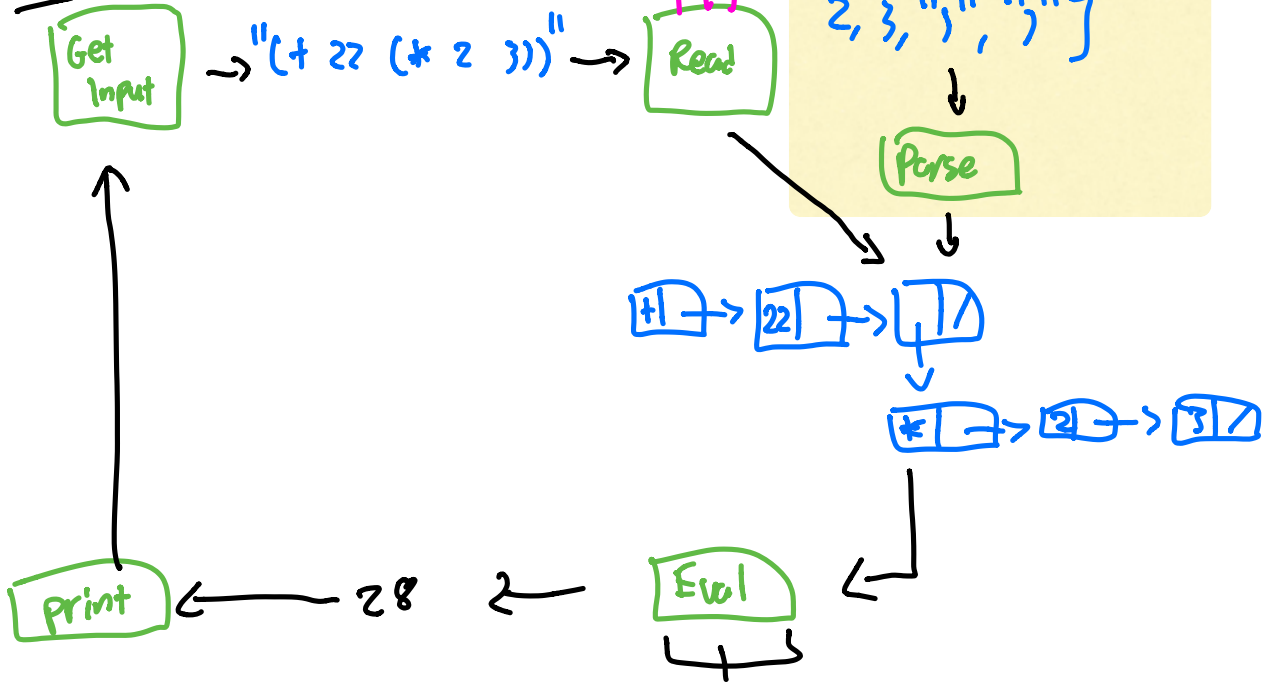 Get
Input
"(+ 22 (* 2 3))"
Read
2, 3, ")", ")"]
Parse
+ 22
* 2 3
Eval
28
print